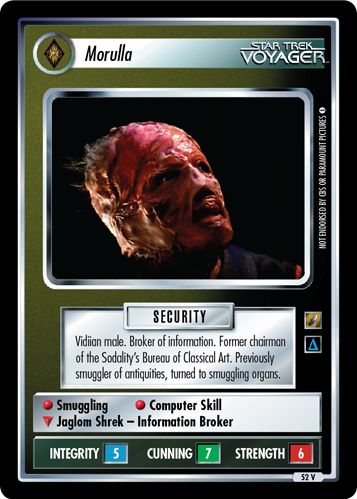 Morulla
STAR TREK
VOYAGER
NOT ENDORSED BY CBS OR PARAMOUNT PICTURES
SECURITY
Vidiian male. Broker of information. Former chairman
of the Sodality's Bureau of Classical Art. Previously
smuggler of antiquities, turned to smuggling organs.
Smuggling Computer Skill
Jaglom Shrek – Information Broker
INTEGRITY 5 CUNNING 7 STRENGTH 6
52 V